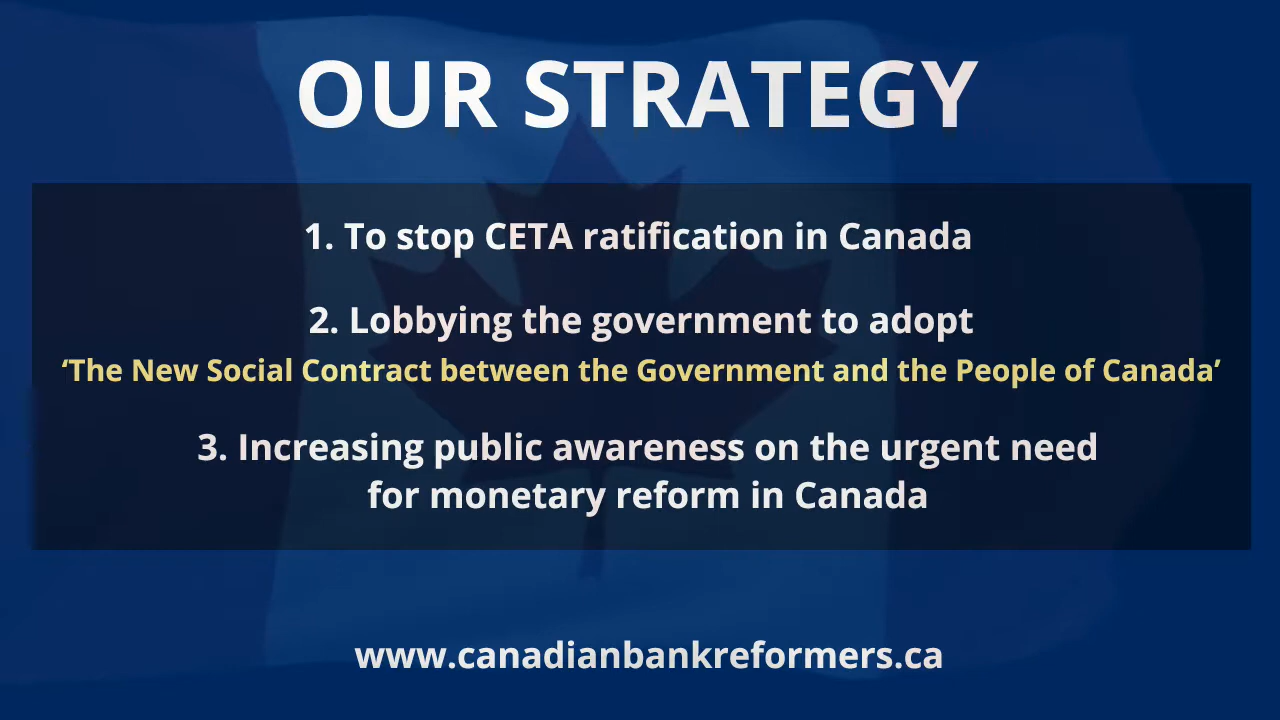 OUR STRATEGY
1. To stop CETA ratification in Canada
2. Lobbying the government to adopt
‘The New Social Contract between the Government and the People of Canada’
3. Increasing public awareness on the urgent need
for monetary reform in Canada
www.canadianbankreformers.ca